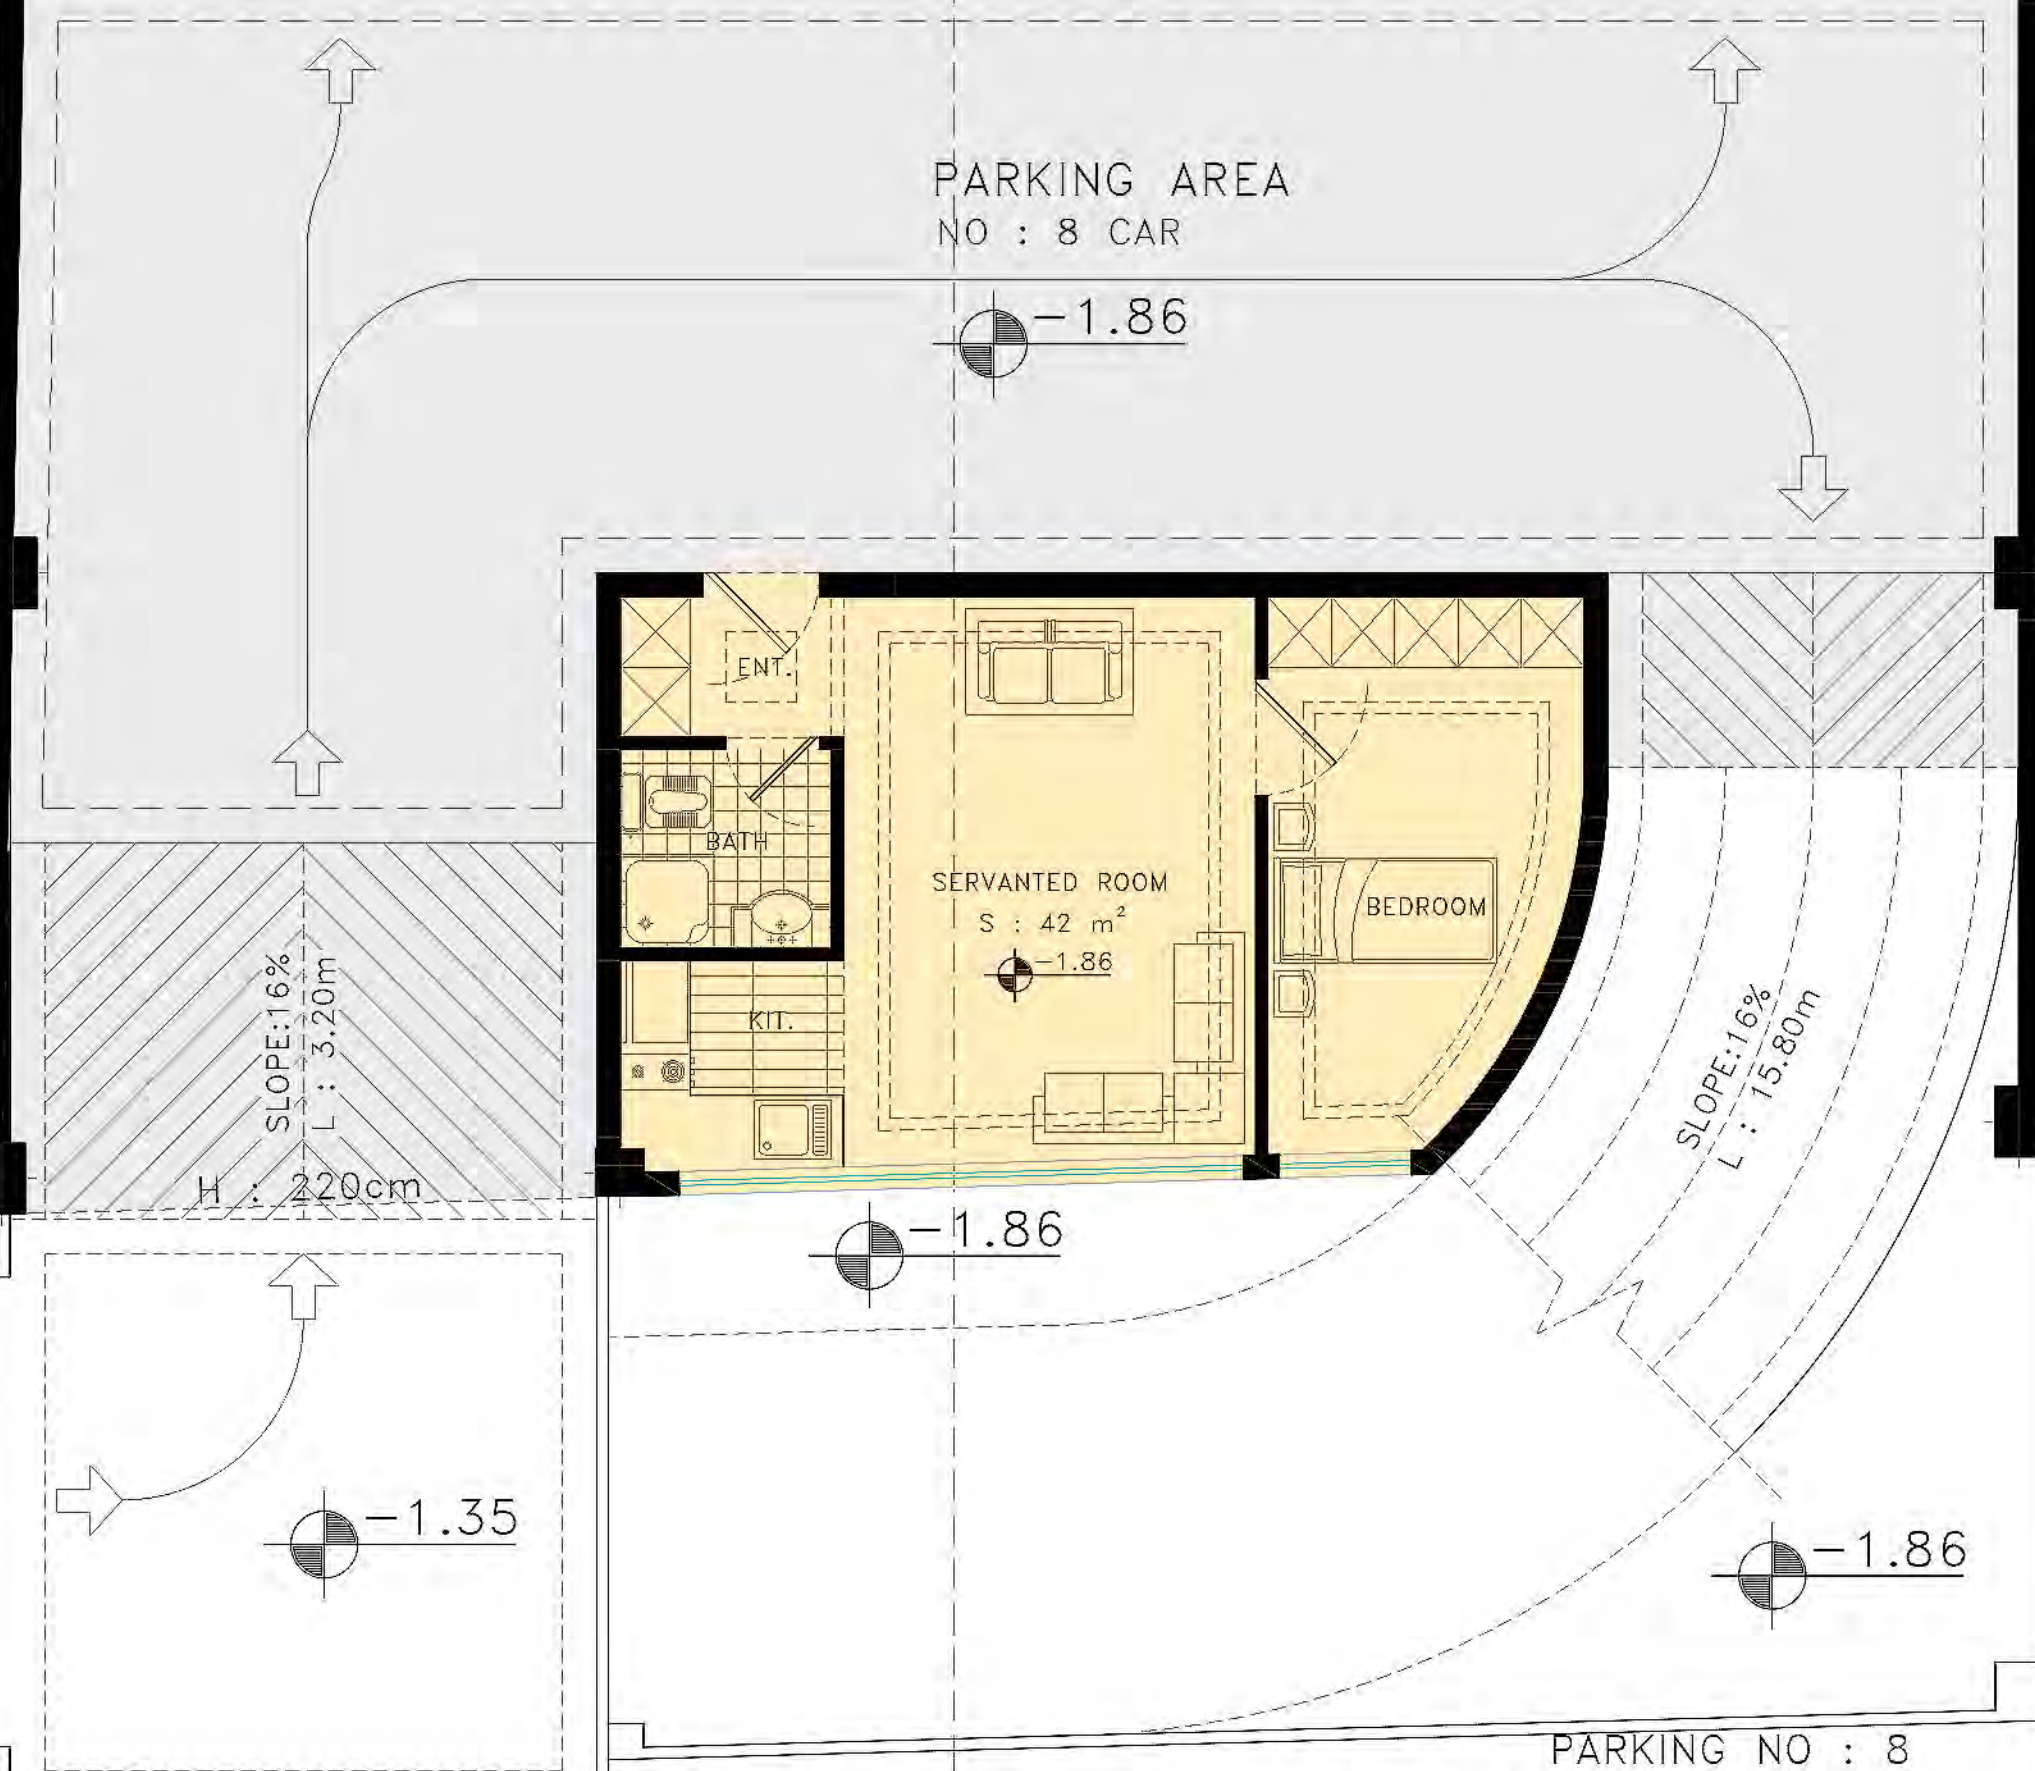 PARKING AREA
NO : 8 CAR
-1.86
ENT.
BATH
SERVANTED ROOM
S : 42 m²
-1.86
BEDROOM
KIT.
SLOPE:16%
L : 3.20m
H : 220cm
SLOPE:16%
L : 15.80m
-1.86
-1.35
-1.86
PARKING NO : 8